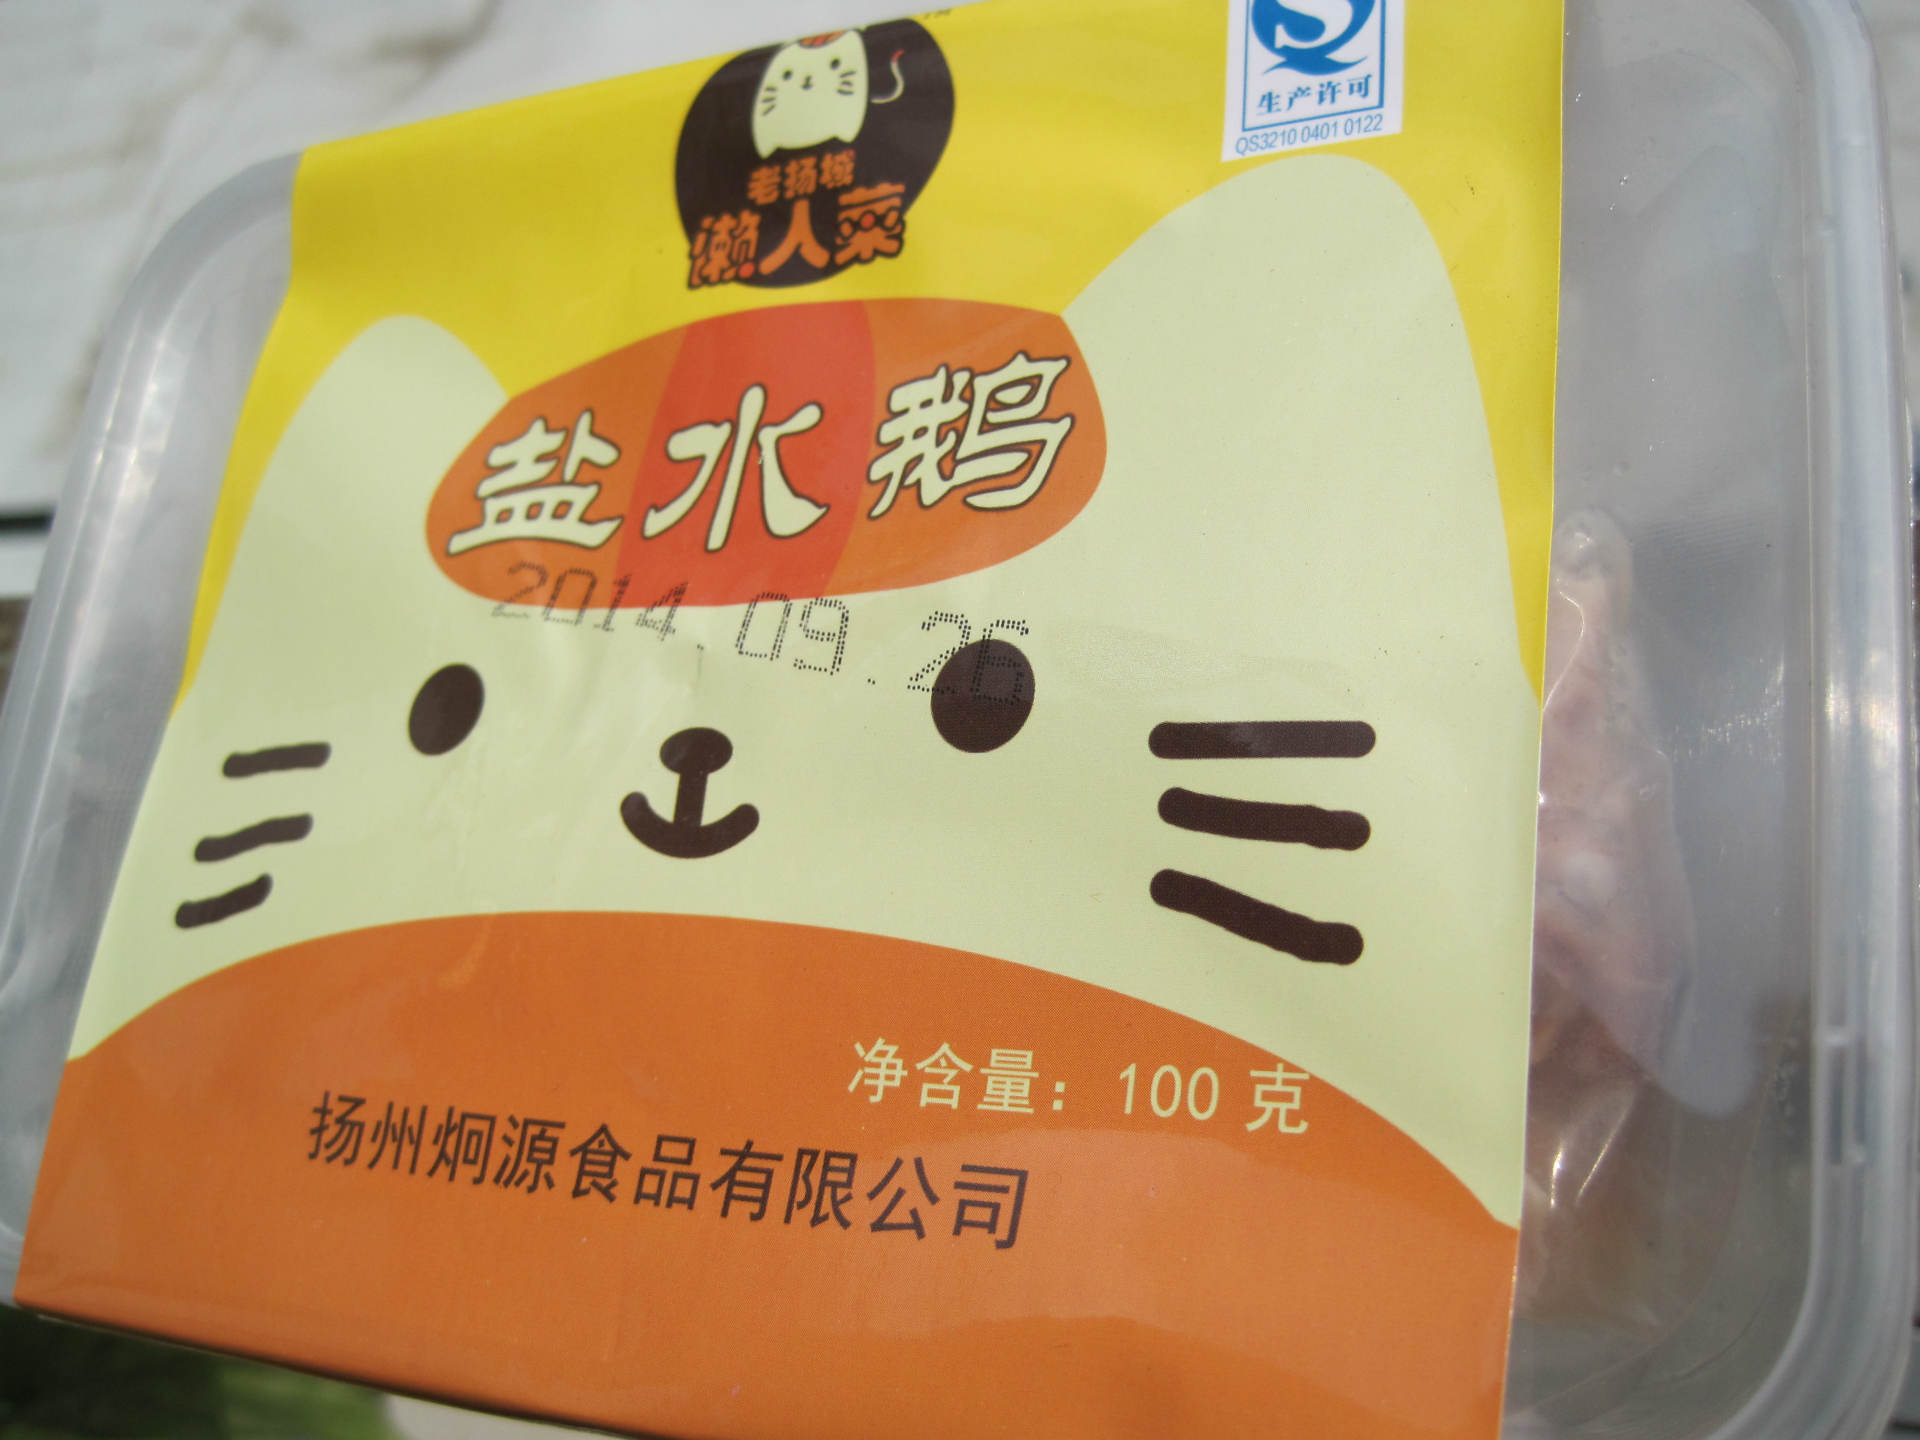 生产许可
QS3210 0401 0122
老扬城
懒人菜
盐水鹅
2014.09.26
净含量：100 克
扬州炯源食品有限公司